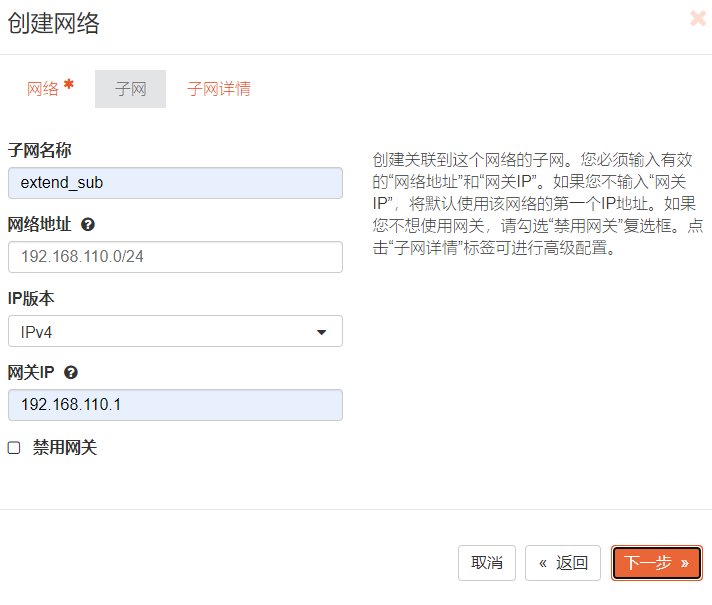 创建网络
网络 *
子网
子网详情
子网名称
extend_sub
网络地址
192.168.110.0/24
IP版本
IPv4
网关IP
192.168.110.1
禁用网关
创建关联到这个网络的子网。您必须输入有效
的“网络地址”和“网关IP”。如果您不输入“网关
IP”，将默认使用该网络的第一个IP地址。如果
您不想使用网关，请勾选“禁用网关”复选框。点
击“子网详情”标签可进行高级配置。
取消
« 返回
下一步 »